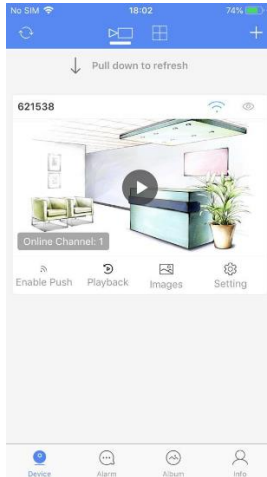 No SIM 18:02 74%
Pull down to refresh
621538
Online Channel: 1
Enable Push Playback Images Setting
Device Alarm Album Info